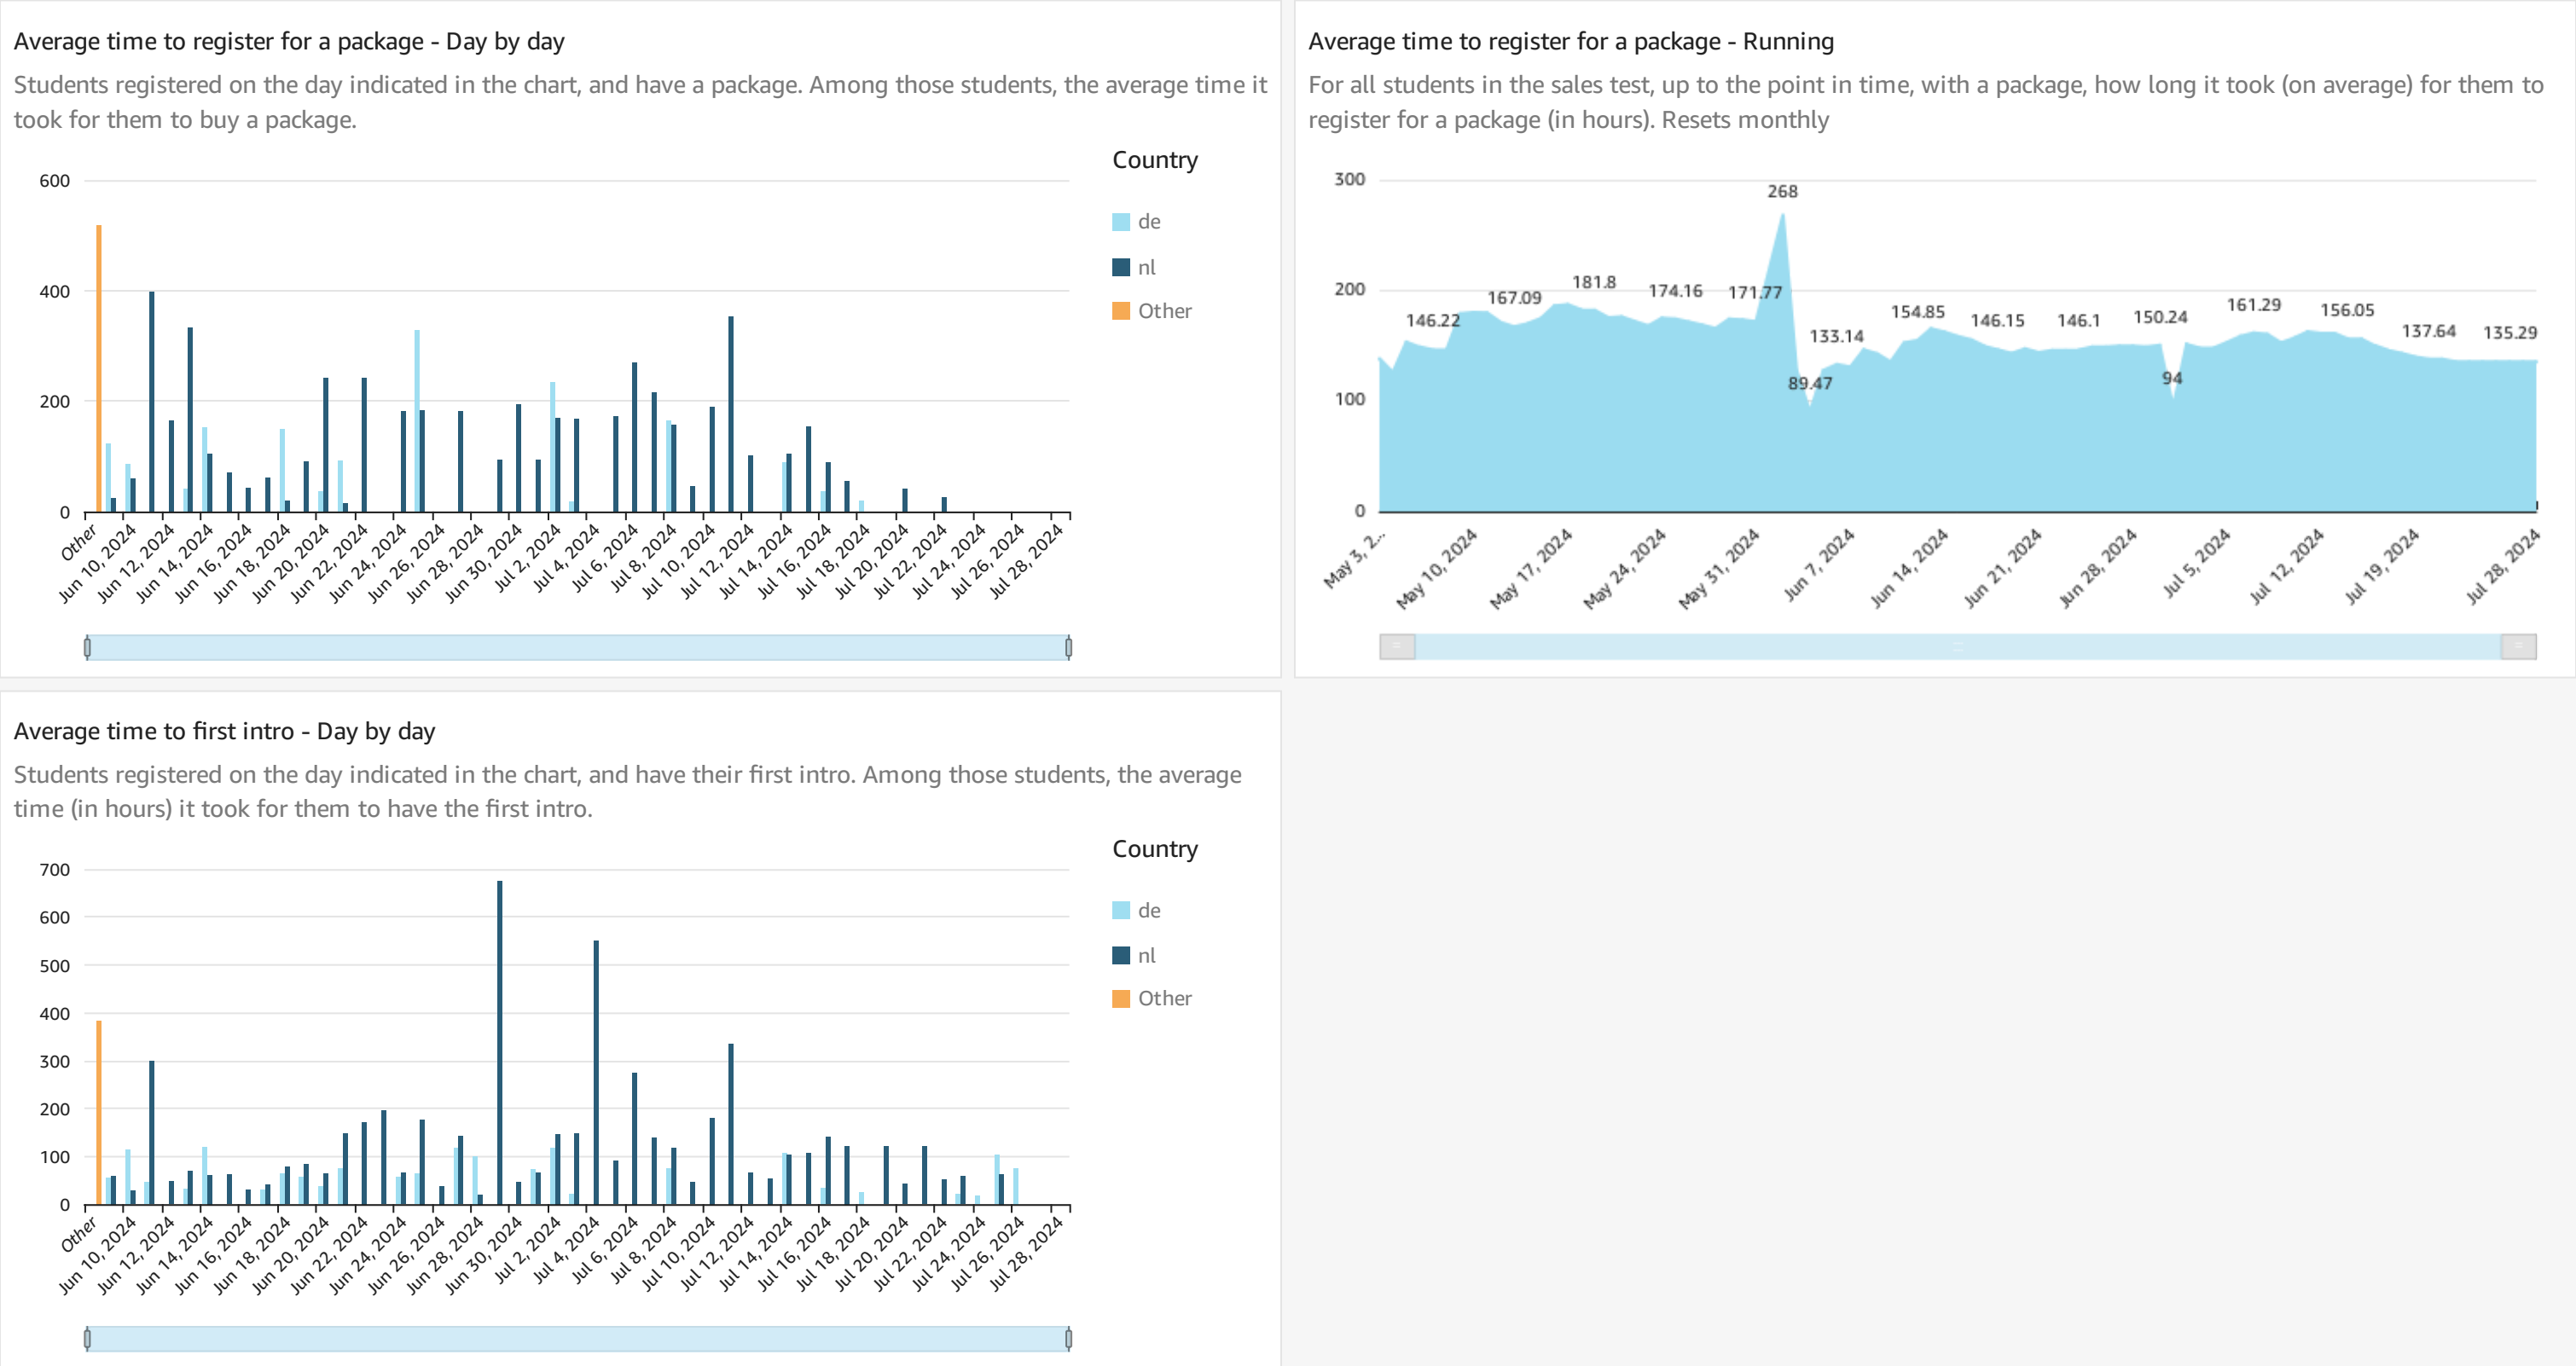 Average time to register for a package - Day by day
Students registered on the day indicated in the chart, and have a package. Among those students, the average time it
took for them to buy a package.
Country
de
nl
Other
600
400
200
0
Other
Jun 10, 2024
Jun 12, 2024
Jun 14, 2024
Jun 16, 2024
Jun 18, 2024
Jun 20, 2024
Jun 22, 2024
Jun 24, 2024
Jun 26, 2024
Jun 28, 2024
Jun 30, 2024
Jul 2, 2024
Jul 4, 2024
Jul 6, 2024
Jul 8, 2024
Jul 10, 2024
Jul 12, 2024
Jul 14, 2024
Jul 16, 2024
Jul 18, 2024
Jul 20, 2024
Jul 22, 2024
Jul 24, 2024
Jul 26, 2024
Jul 28, 2024
Average time to register for a package - Running
For all students in the sales test, up to the point in time, with a package, how long it took (on average) for them to
register for a package (in hours). Resets monthly
300
200
100
0
146.22
167.09
181.8
174.16
171.77
268
89.47
133.14
154.85
146.15
146.1
150.24
94
161.29
156.05
137.64
135.29
May 3, 2...
May 10, 2024
May 17, 2024
May 24, 2024
May 31, 2024
Jun 7, 2024
Jun 14, 2024
Jun 21, 2024
Jun 28, 2024
Jul 5, 2024
Jul 12, 2024
Jul 19, 2024
Jul 28, 2024
Average time to first intro - Day by day
Students registered on the day indicated in the chart, and have their first intro. Among those students, the average
time (in hours) it took for them to have the first intro.
Country
de
nl
Other
700
600
500
400
300
200
100
0
Other
Jun 10, 2024
Jun 12, 2024
Jun 14, 2024
Jun 16, 2024
Jun 18, 2024
Jun 20, 2024
Jun 22, 2024
Jun 24, 2024
Jun 26, 2024
Jun 28, 2024
Jun 30, 2024
Jul 2, 2024
Jul 4, 2024
Jul 6, 2024
Jul 8, 2024
Jul 10, 2024
Jul 12, 2024
Jul 14, 2024
Jul 16, 2024
Jul 18, 2024
Jul 20, 2024
Jul 22, 2024
Jul 24, 2024
Jul 26, 2024
Jul 28, 2024